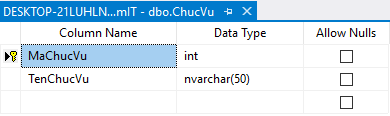 DESKTOP-21LUHLN...mIT - dbo.ChucVu
Column Name Data Type Allow Nulls
MaChucVu int
TenChucVu nvarchar(50)